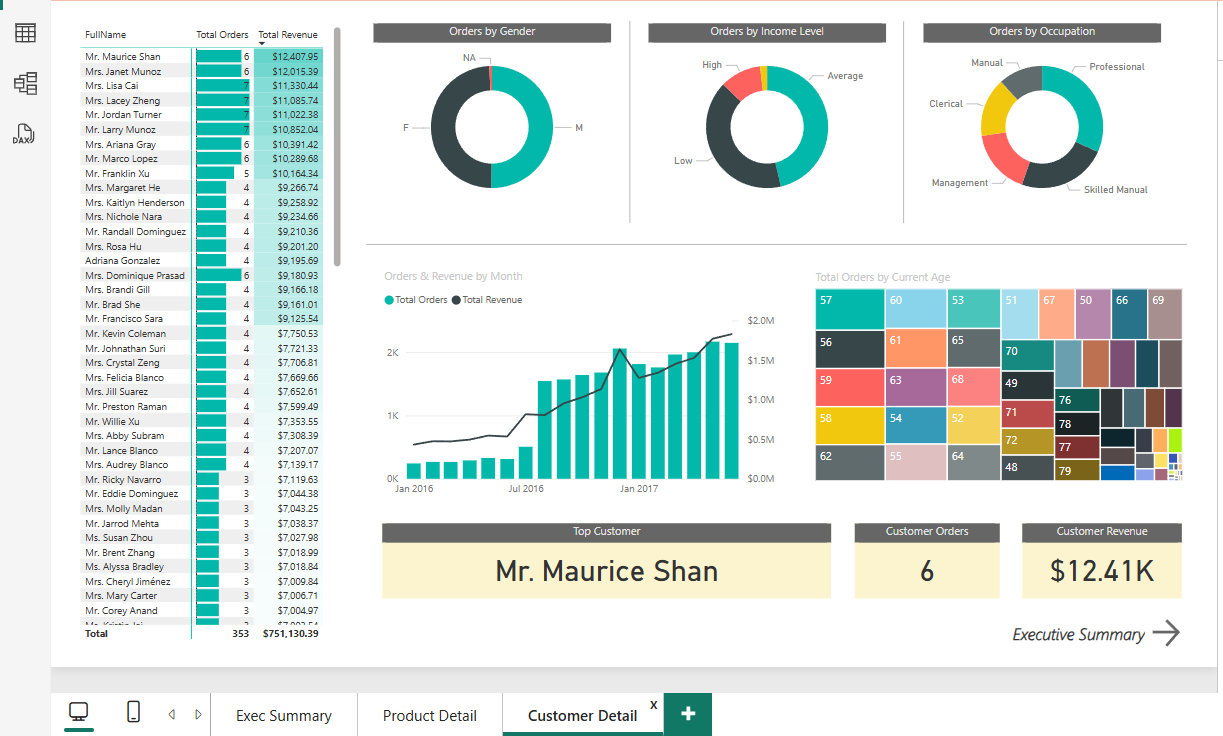 DAX
FullName Total Orders Total Revenue
Mr. Maurice Shan 6 $12,407.95
Mrs. Janet Munoz 6 $12,015.39
Mrs. Lisa Cai 7 $11,330.44
Mrs. Lacey Zheng 7 $11,085.74
Mr. Jordan Turner 7 $11,022.38
Mr. Larry Munoz 7 $10,852.04
Mrs. Ariana Gray 6 $10,391.42
Mr. Marco Lopez 6 $10,289.68
Mr. Franklin Xu 5 $10,164.34
Mrs. Margaret He 4 $9,266.74
Mrs. Kaitlyn Henderson 4 $9,258.92
Mrs. Nichole Nara 4 $9,234.66
Mr. Randall Dominguez 4 $9,210.36
Mrs. Rosa Hu 4 $9,201.20
Adriana Gonzalez 4 $9,195.69
Mrs. Dominique Prasad 6 $9,180.93
Mrs. Brandi Gill 4 $9,166.18
Mr. Brad She 4 $9,161.01
Mr. Francisco Sara 4 $9,125.54
Mr. Kevin Coleman 4 $7,750.53
Mr. Johnathan Suri 4 $7,721.33
Mrs. Crystal Zeng 4 $7,706.81
Mrs. Felicia Blanco 4 $7,669.66
Mrs. Jill Suarez 4 $7,652.61
Mr. Preston Raman 4 $7,599.49
Mr. Willie Xu 4 $7,353.55
Mrs. Abby Subram 4 $7,308.39
Mr. Lance Blanco 4 $7,207.07
Mrs. Audrey Blanco 4 $7,139.17
Mr. Ricky Navarro 3 $7,119.63
Mr. Eddie Dominguez 3 $7,044.38
Mrs. Molly Madan 3 $7,043.25
Mr. Jarrod Mehta 3 $7,038.37
Ms. Susan Zhou 3 $7,027.98
Mr. Brent Zhang 3 $7,018.99
Ms. Alyssa Bradley 3 $7,018.84
Mrs. Cheryl Jiménez 3 $7,009.84
Mrs. Mary Carter 3 $7,006.71
Mr. Corey Anand 3 $7,004.97
Total 353 $751,130.39
Orders by Gender
NA
F
M
Orders by Income Level
High
Average
Low
Orders by Occupation
Manual
Professional
Clerical
Management
Skilled Manual
Orders & Revenue by Month
Total Orders Total Revenue
$2.0M
2K $1.5M
1K $1.0M
$0.5M
0K $0.0M
Jan 2016 Jul 2016 Jan 2017
Total Orders by Current Age
57 60 53 51 67 50 66 69
56 61 65 70
59 63 68 49 76
58 54 52 71 78
62 55 64 72 77
48 79
Top Customer
Mr. Maurice Shan
Customer Orders
6
Customer Revenue
$12.41K
Executive Summary
Exec Summary Product Detail Customer Detail x +